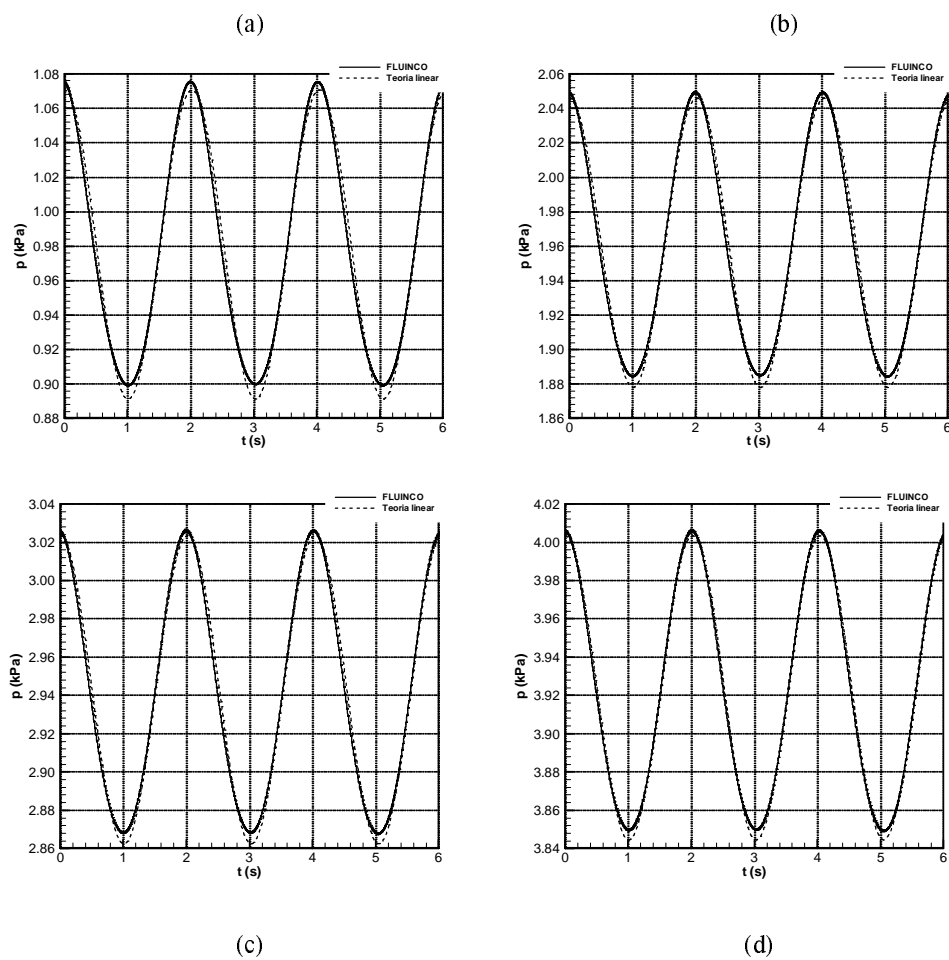 (a)
(b)
FLUINCO
Teoria linear
1.08
1.06
1.04
1.02
1.00
0.98
0.96
0.94
0.92
0.90
0.88
p (kPa)
0 1 2 3 4 5 6
t (s)
FLUINCO
Teoria linear
2.06
2.04
2.02
2.00
1.98
1.96
1.94
1.92
1.90
1.88
1.86
p (kPa)
0 1 2 3 4 5 6
t (s)
FLUINCO
Teoria linear
3.04
3.02
3.00
2.98
2.96
2.94
2.92
2.90
2.88
2.86
p (kPa)
0 1 2 3 4 5 6
t (s)
FLUINCO
Teoria linear
4.02
4.00
3.98
3.96
3.94
3.92
3.90
3.88
3.86
3.84
p (kPa)
0 1 2 3 4 5 6
t (s)
(c)
(d)